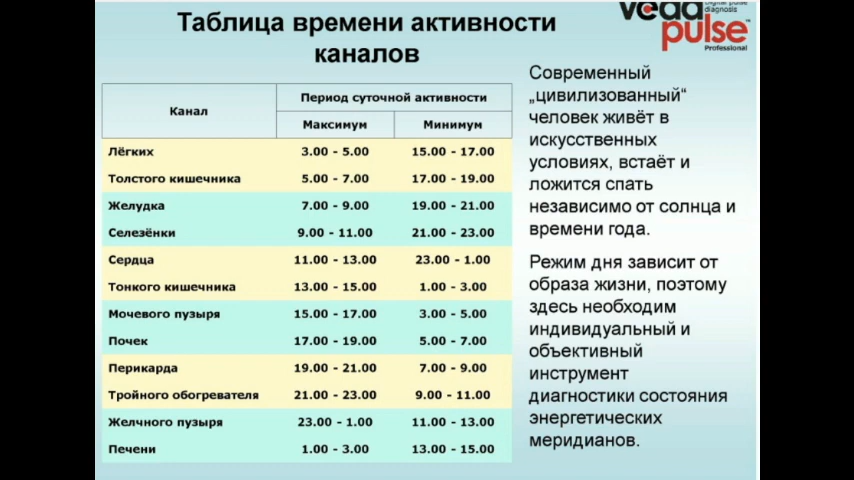 Таблица времени активности
каналов
veda
pulse™
Digital pulse
diagnosis
Professional
Канал
Период суточной активности
Максимум Минимум
Лёгких 3.00 - 5.00 15.00 - 17.00
Толстого кишечника 5.00 - 7.00 17.00 - 19.00
Желудка 7.00 - 9.00 19.00 - 21.00
Селезёнки 9.00 - 11.00 21.00 - 23.00
Сердца 11.00 - 13.00 23.00 - 1.00
Тонкого кишечника 13.00 - 15.00 1.00 - 3.00
Мочевого пузыря 15.00 - 17.00 3.00 - 5.00
Почек 17.00 - 19.00 5.00 - 7.00
Перикарда 19.00 - 21.00 7.00 - 9.00
Тройного обогревателя 21.00 - 23.00 9.00 - 11.00
Желчного пузыря 23.00 - 1.00 11.00 - 13.00
Печени 1.00 - 3.00 13.00 - 15.00
Современный
„цивилизованный“
человек живёт в
искусственных
условиях, встаёт и
ложится спать
независимо от солнца и
времени года.
Режим дня зависит от
образа жизни, поэтому
здесь необходим
индивидуальный и
объективный
инструмент
диагностики состояния
энергетических
меридианов.